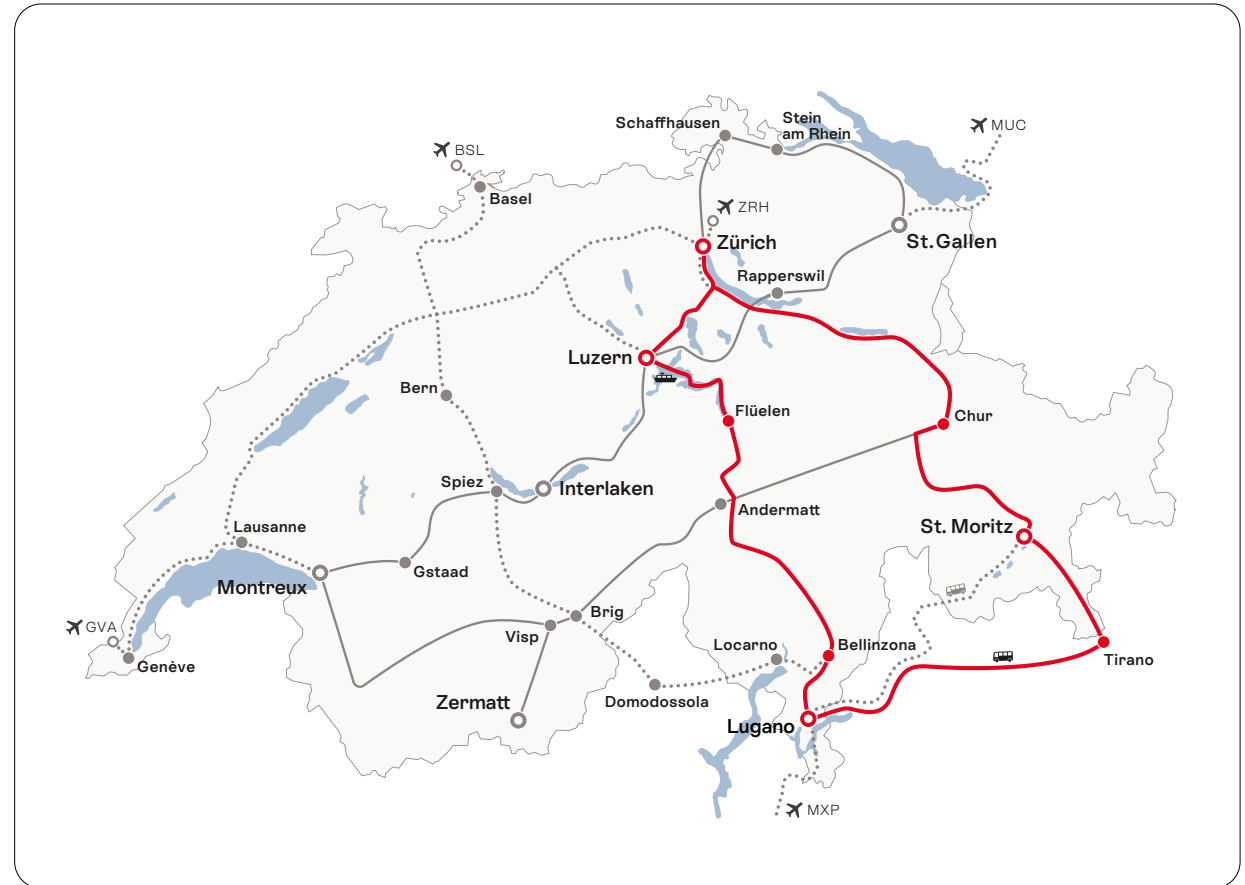 Schaffhausen
Stein
am Rhein
MUC
BSL
Basel
ZRH
Zürich
St. Gallen
Rapperswil
Luzern
Bern
Flüelen
Chur
Spiez
Interlaken
Andermatt
Lausanne
St. Moritz
Gstaad
Montreux
Brig
GVA
Visp
Locarno
Bellinzona
Genève
Tirano
Zermatt
Domodossola
Lugano
MXP